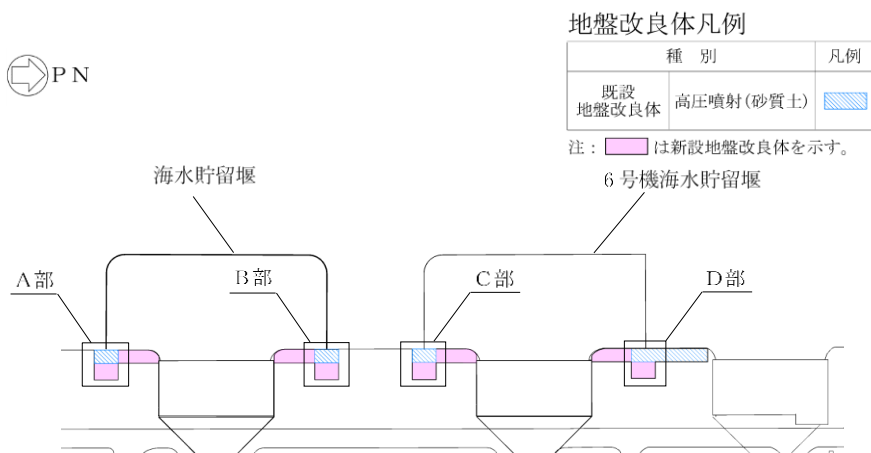 地盤改良体凡例
種 別
凡例
既設
地盤改良体
高圧噴射(砂質土)
注： は新設地盤改良体を示す。
PN
海水貯留堰
6号機海水貯留堰
A部
B部
C部
D部